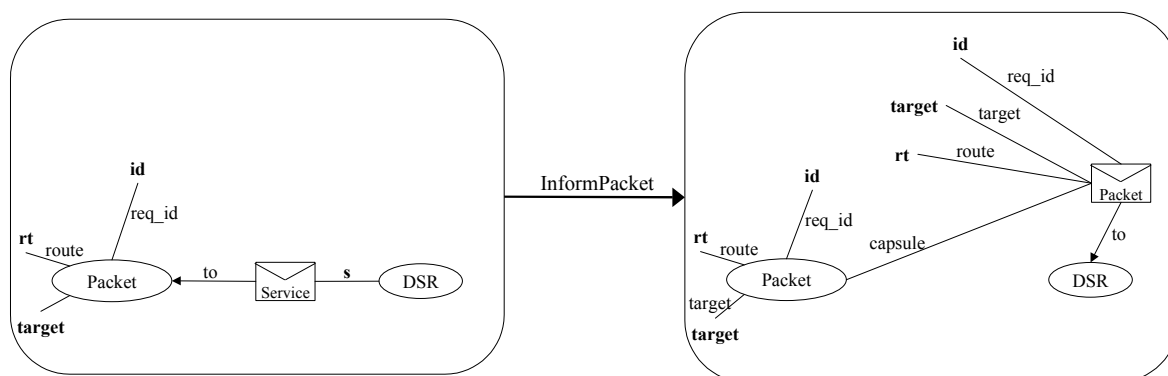 id
req_id
rt
route
Packet
target
to
Service
s
DSR
InformPacket
id
req_id
target
target
rt
route
Packet
to
DSR
capsule
id
req_id
rt
route
Packet
target
target